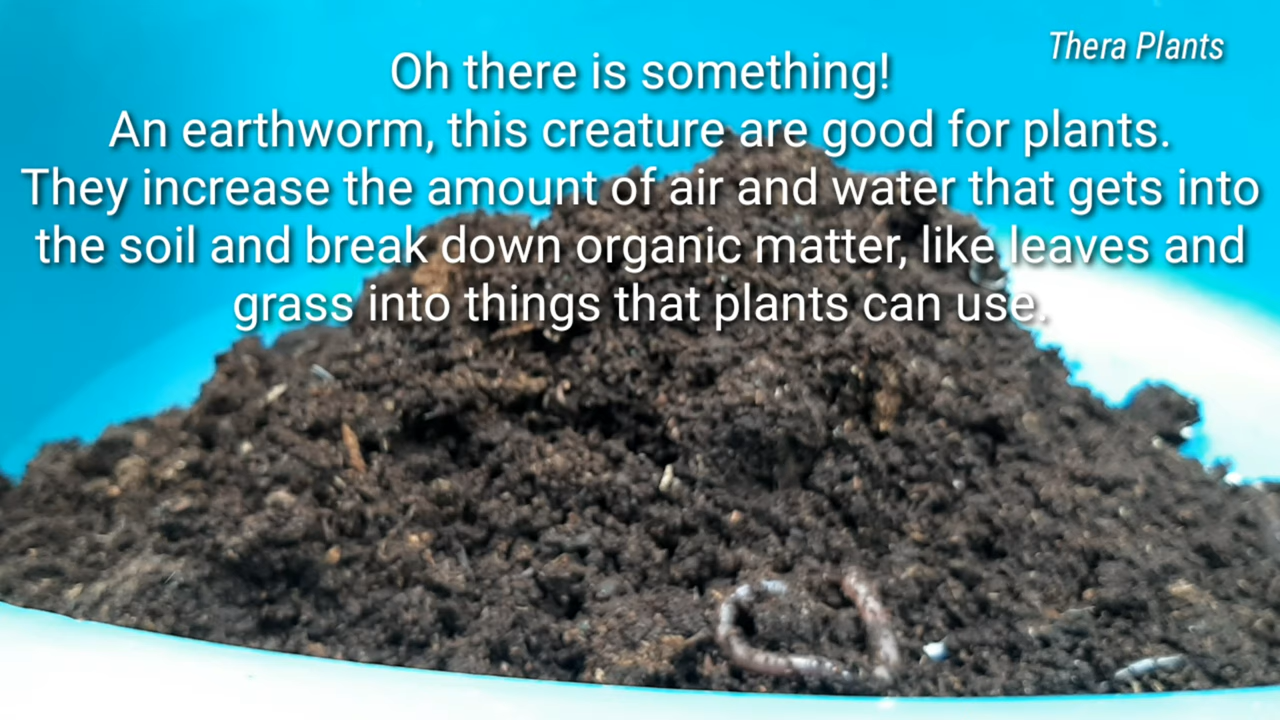 Thera Plants
Oh there is something!
An earthworm, this creature are good for plants.
They increase the amount of air and water that gets into
the soil and break down organic matter, like leaves and
grass into things that plants can use.